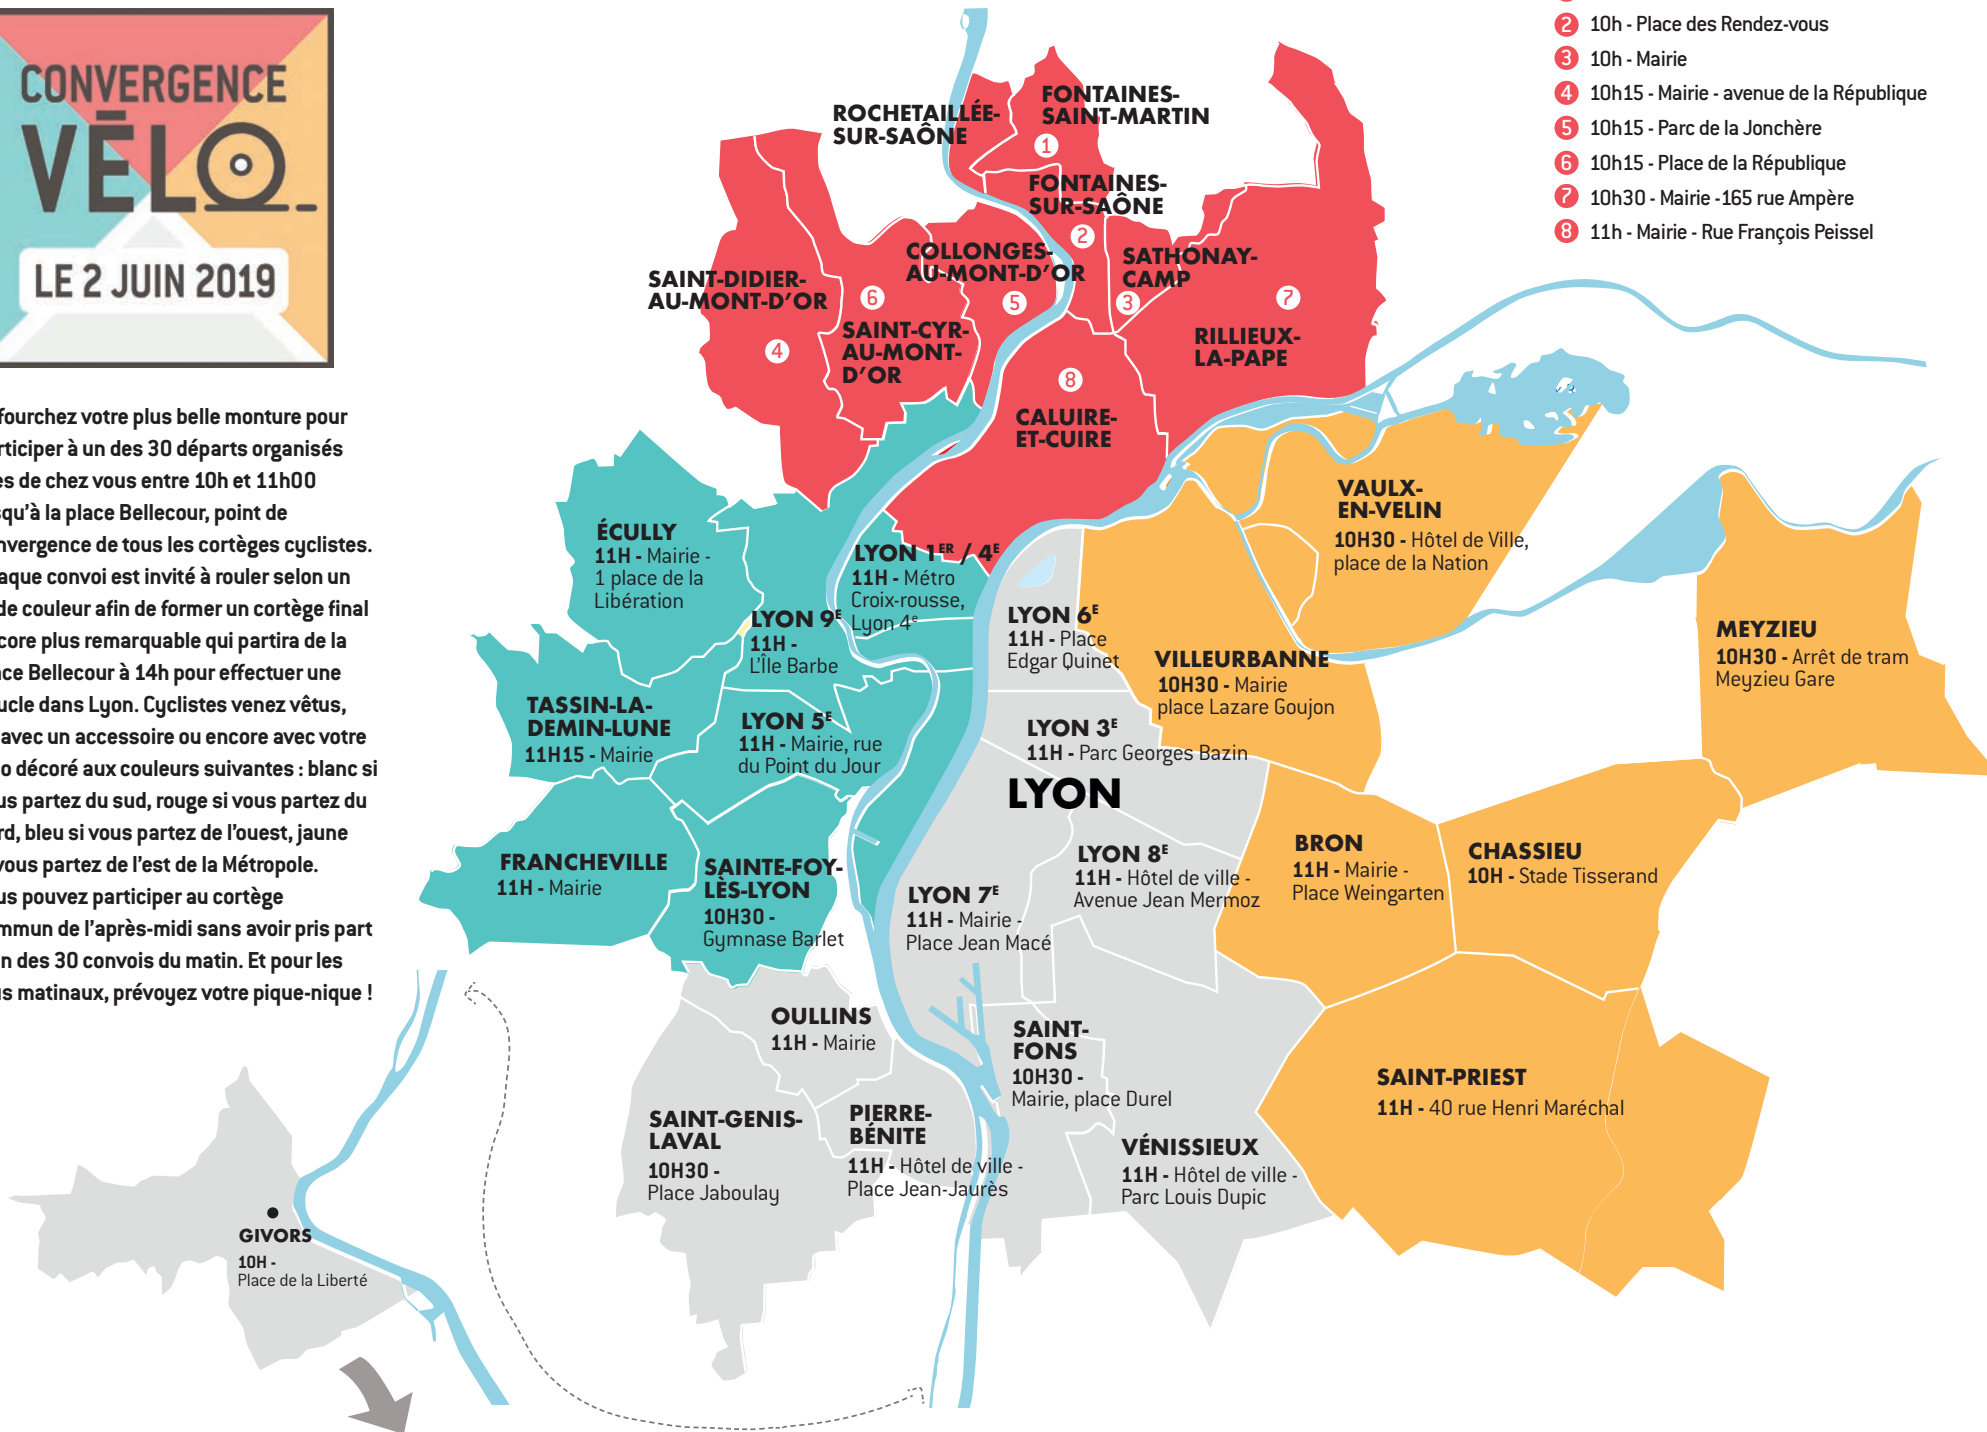 CONVERGENCE
VÉLO
LE 2 JUIN 2019
fourchez votre plus belle monture pour
rticiper à un des 30 départs organisés
es de chez vous entre 10h et 11h00
squ’à la place Bellecour, point de
nvergence de tous les cortèges cyclistes.
aque convoi est invité à rouler selon un
de couleur afin de former un cortège final
core plus remarquable qui partira de la
ace Bellecour à 14h pour effectuer une
ucle dans Lyon. Cyclistes venez vêtus,
avec un accessoire ou encore avec votre
o décoré aux couleurs suivantes : blanc si
us partez du sud, rouge si vous partez du
rd, bleu si vous partez de l’ouest, jaune
vous partez de l’est de la Métropole.
us pouvez participer au cortège
mmun de l’après-midi sans avoir pris part
n des 30 convois du matin. Et pour les
us matinaux, prévoyez votre pique-nique !
2 10h - Place des Rendez-vous
3 10h - Mairie
4 10h15 - Mairie - avenue de la République
5 10h15 - Parc de la Jonchère
6 10h15 - Place de la République
7 10h30 - Mairie -165 rue Ampère
8 11h - Mairie - Rue François Peissel
ROCHETAILLÉE-
SUR-SAÔNE
FONTAINES-
SAINT-MARTIN
1
FONTAINES-
SUR-SAÔNE
2
COLLONGES-
AU-MONT-D’OR
5
SATHONAY-
CAMP
3
SAINT-DIDIER-
AU-MONT-D’OR
4
6
SAINT-CYR-
AU-MONT-
D’OR
7
RILLIEUX-
LA-PAPE
8
CALUIRE-
ET-CUIRE
ÉCULLY
11H - Mairie -
1 place de la
Libération
LYON 1ER / 4E
11H - Métro
Croix-rousse,
Lyon 4e
LYON 9E
11H -
L’Île Barbe
LYON 6E
11H - Place
Edgar Quinet
VAULX-
EN-VELIN
10H30 - Hôtel de Ville,
place de la Nation
VILLEURBANNE
10H30 - Mairie
place Lazare Goujon
MEYZIEU
10H30 - Arrêt de tram
Meyzieu Gare
TASSIN-LA-
DEMIN-LUNE
11H15 - Mairie
LYON 5E
11H - Mairie, rue
du Point du Jour
LYON 3E
11H - Parc Georges Bazin
LYON
FRANCHEVILLE
11H - Mairie
SAINTE-FOY-
LÈS-LYON
10H30 -
Gymnase Barlet
LYON 7E
11H - Mairie -
Place Jean Macé
LYON 8E
11H - Hôtel de ville -
Avenue Jean Mermoz
BRON
11H - Mairie -
Place Weingarten
CHASSIEU
10H - Stade Tisserand
OULLINS
11H - Mairie
SAINT-
FONS
10H30 -
Mairie, place Durel
SAINT-PRIEST
11H - 40 rue Henri Maréchal
SAINT-GENIS-
LAVAL
10H30 -
Place Jaboulay
PIERRE-
BÉNITE
11H - Hôtel de ville -
Place Jean-Jaurès
VÉNISSIEUX
11H - Hôtel de ville -
Parc Louis Dupic
GIVORS
10H -
Place de la Liberté